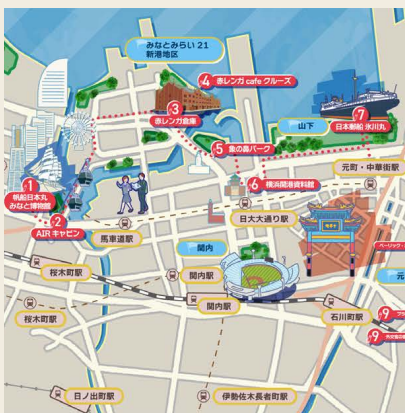 みなとみらい 21
新港地区
4 赤レンガ cafe クルーズ
3
赤レンガ倉庫
山下
7
日本郵船 氷川丸
5 象の鼻パーク
元町・中華街駅
1
帆船日本丸
みなと博物館
6 横浜開港資料館
2
AIR キャビン
馬車道駅
日大大通り駅
関内
桜木町駅
関内駅
関内駅
石川町駅
桜木町駅
元
9
9
日ノ出町駅
伊勢佐木長者町駅